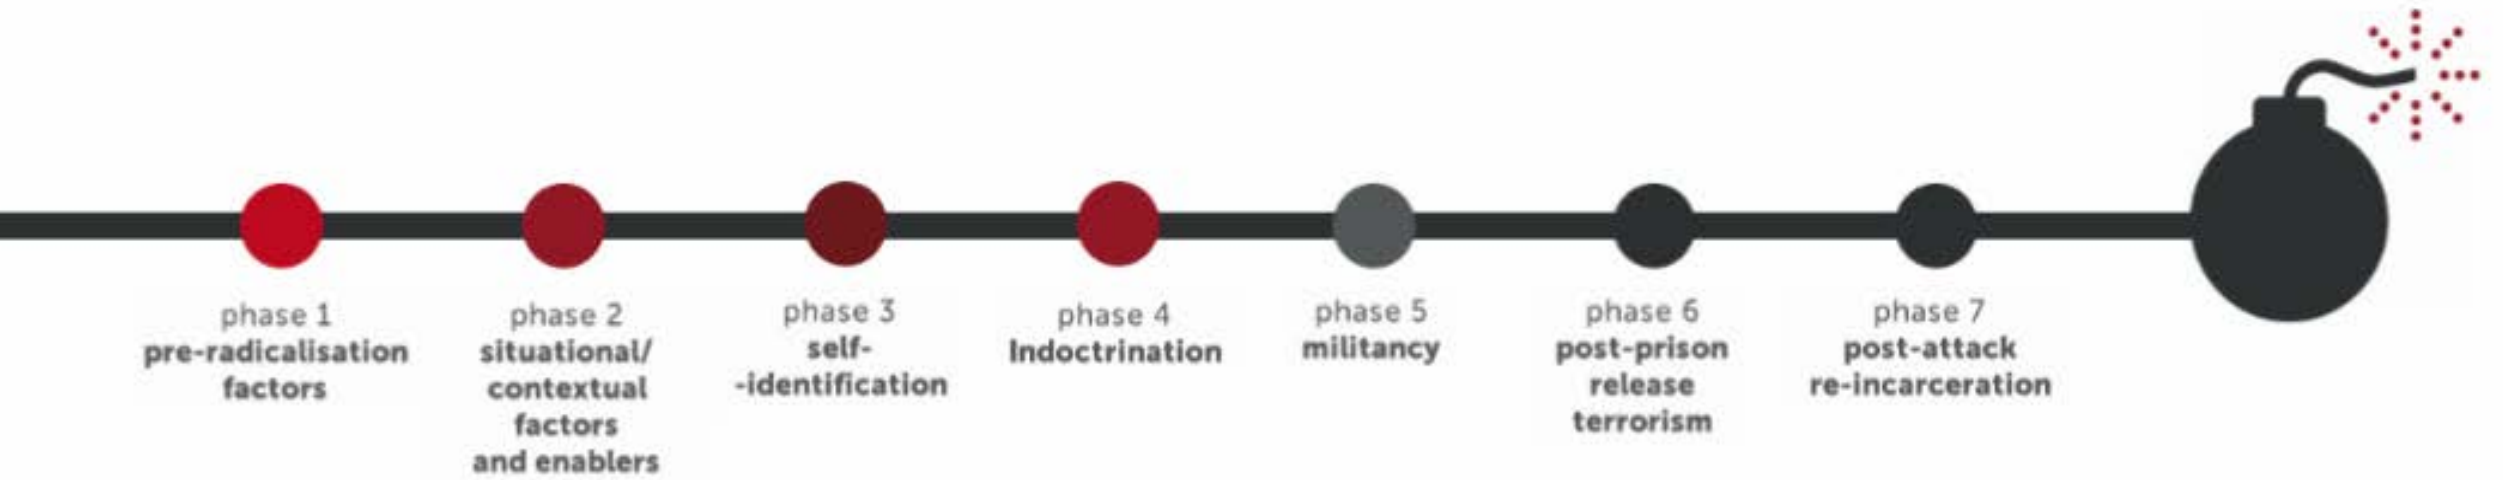 phase 1
pre-radicalisation
factors
phase 2
situational/
contextual
factors
and enablers
phase 3
self-
-identification
phase 4
Indoctrination
phase 5
militancy
phase 6
post-prison
release
terrorism
phase 7
post-attack
re-incarceration